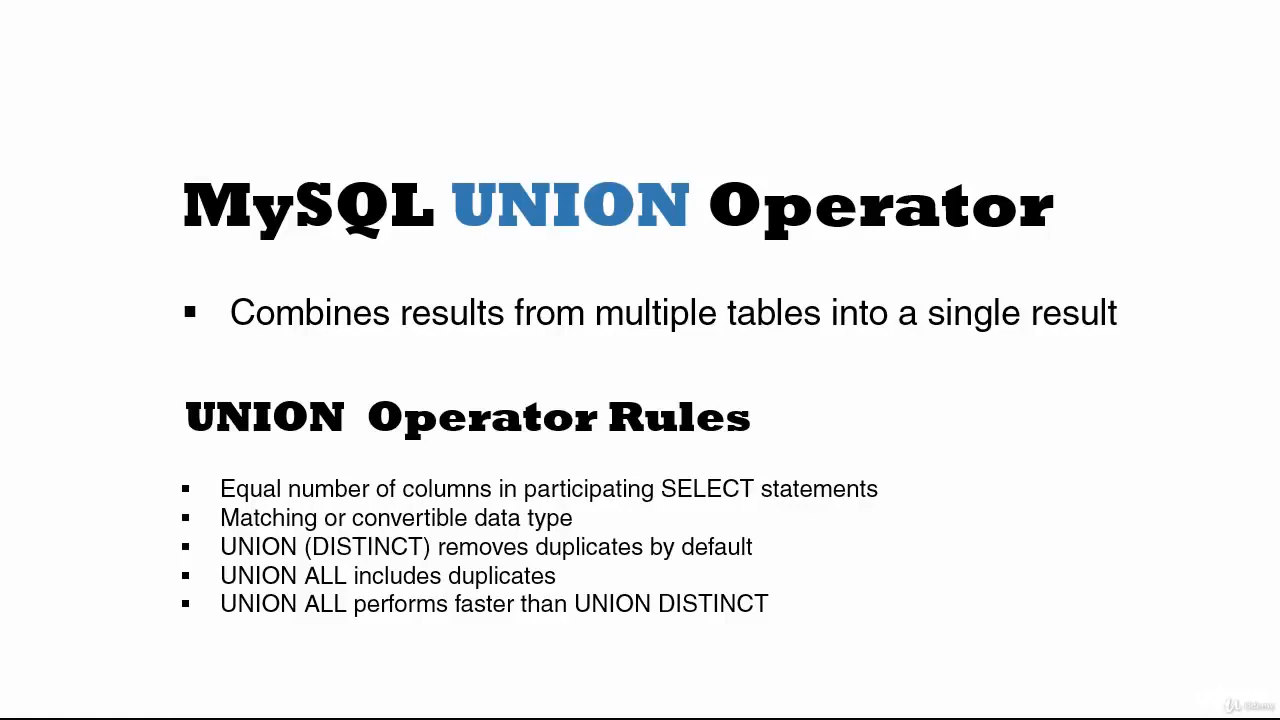 MySQL UNION Operator
▪ Combines results from multiple tables into a single result
UNION Operator Rules
▪ Equal number of columns in participating SELECT statements
▪ Matching or convertible data type
▪ UNION (DISTINCT) removes duplicates by default
▪ UNION ALL includes duplicates
▪ UNION ALL performs faster than UNION DISTINCT
Udemy